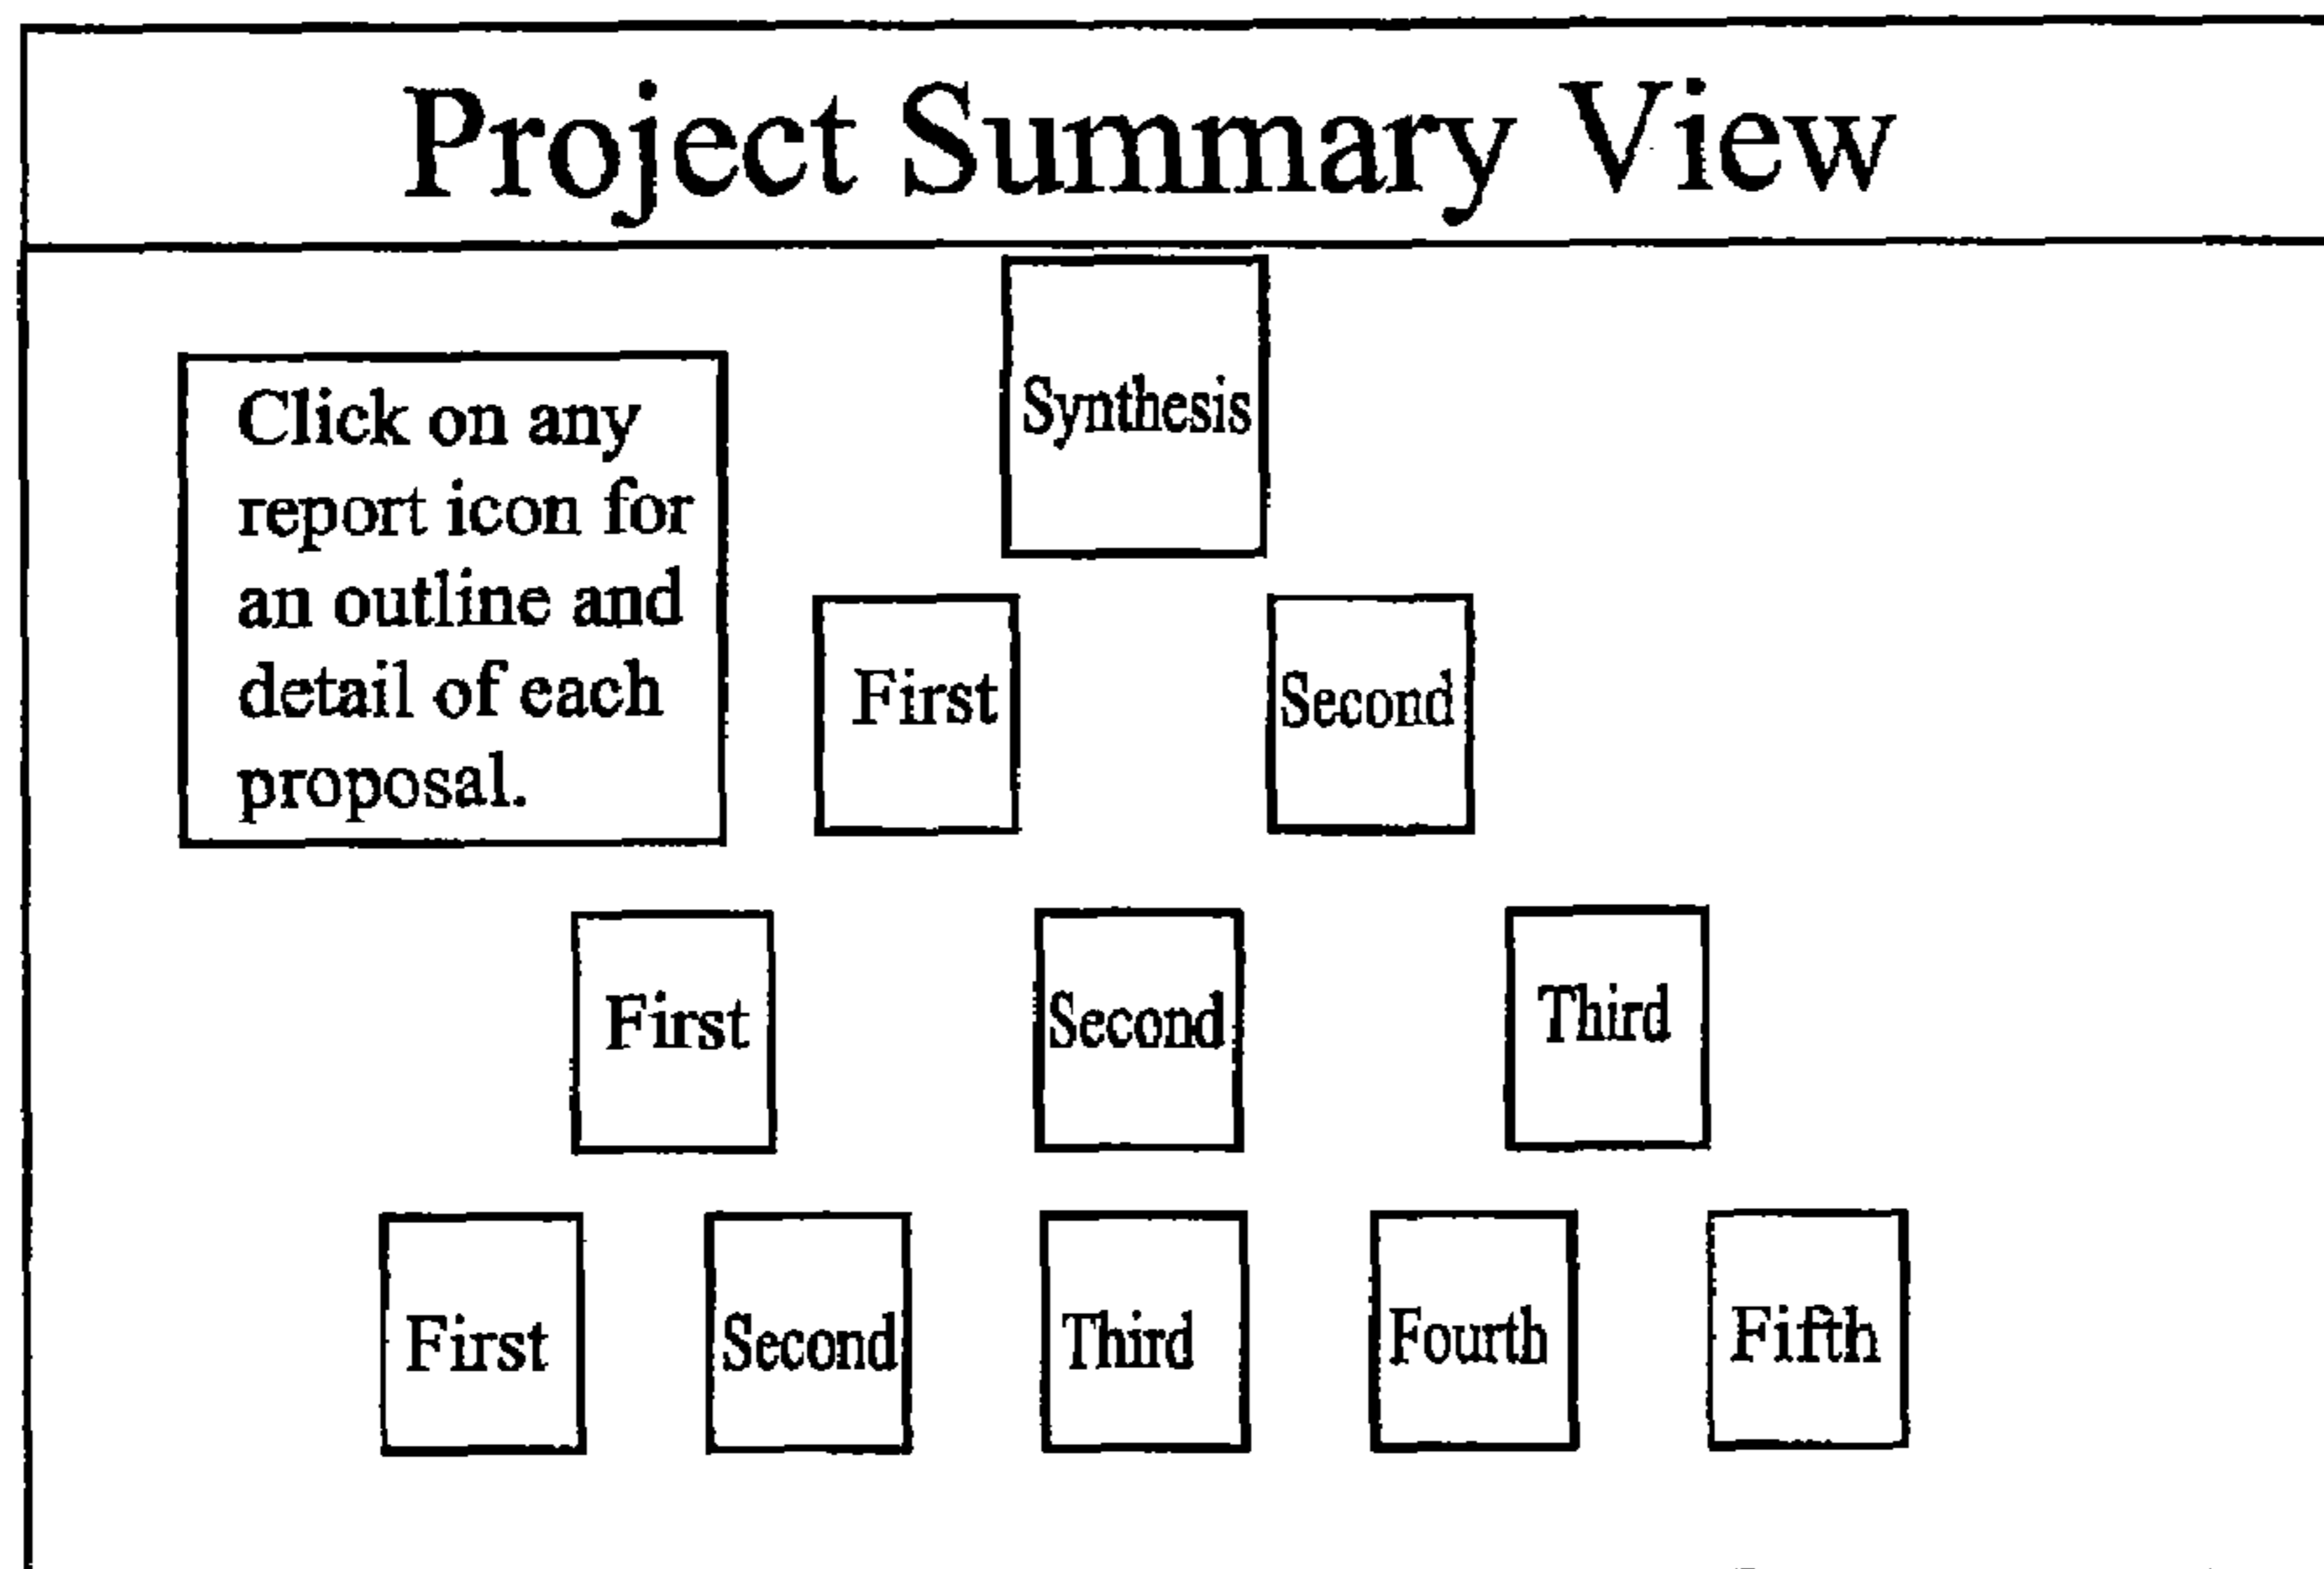 Project Summary View
Synthesis
Click on any
report icon for
an outline and
detail of each
proposal.
First
Second
First
Second
Third
First
Second
Third
Fourth
Fifth